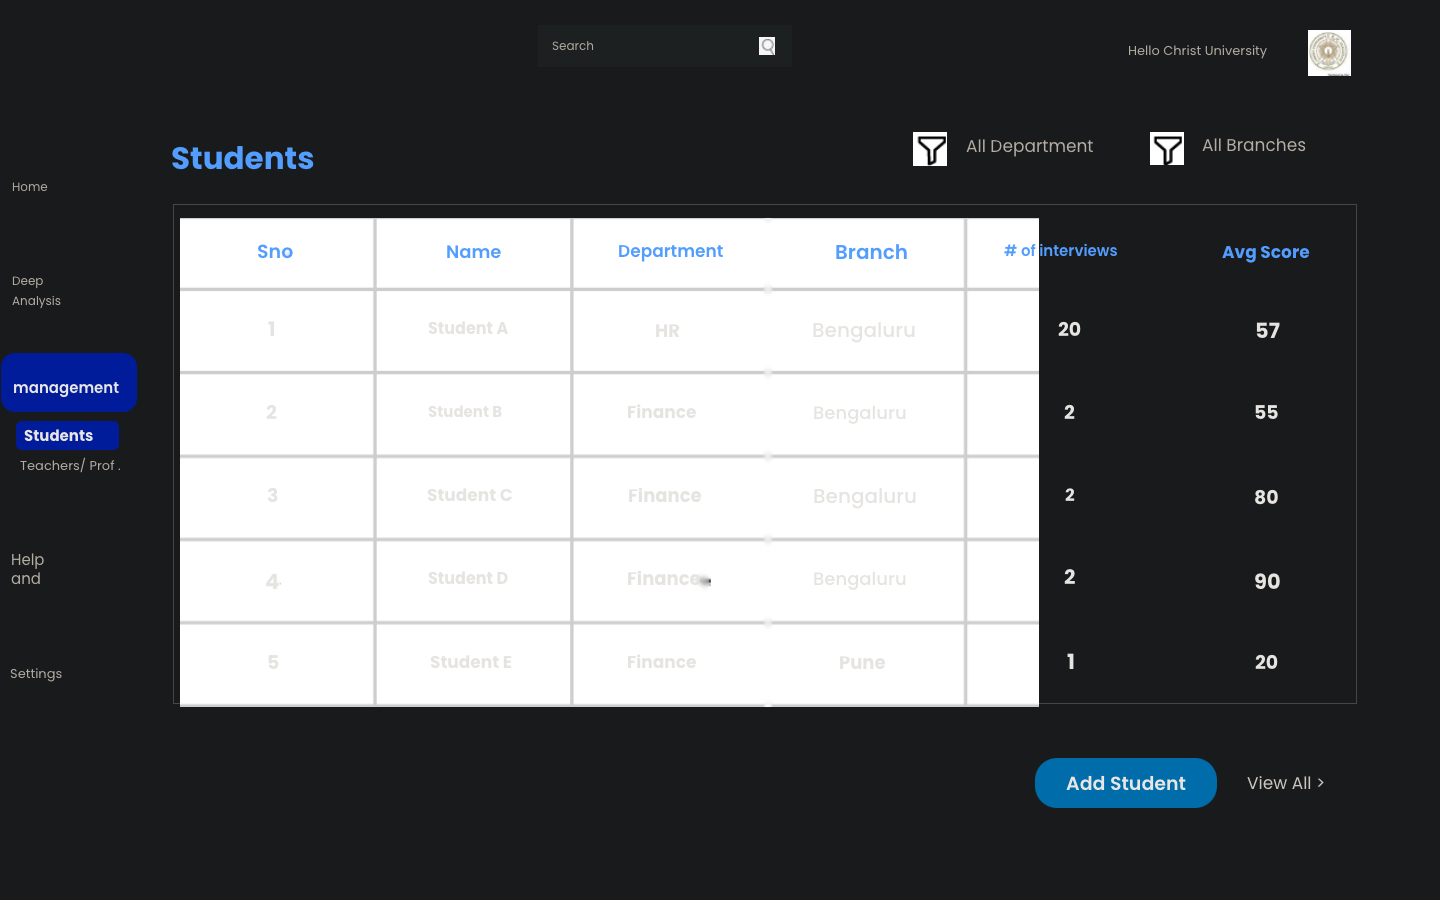 Search
Hello Christ University
Students
All Department
All Branches
Home
Deep
Analysis
management
Students
Teachers/ Prof .
Help
and
Settings
Sno Name Department Branch # of interviews Avg Score
1 Student A HR Bengaluru 20 57
2 Student B Finance Bengaluru 2 55
3 Student C Finance Bengaluru 2 80
4. Student D Finance Bengaluru 2 90
5 Student E Finance Pune 1 20
Add Student
View All >